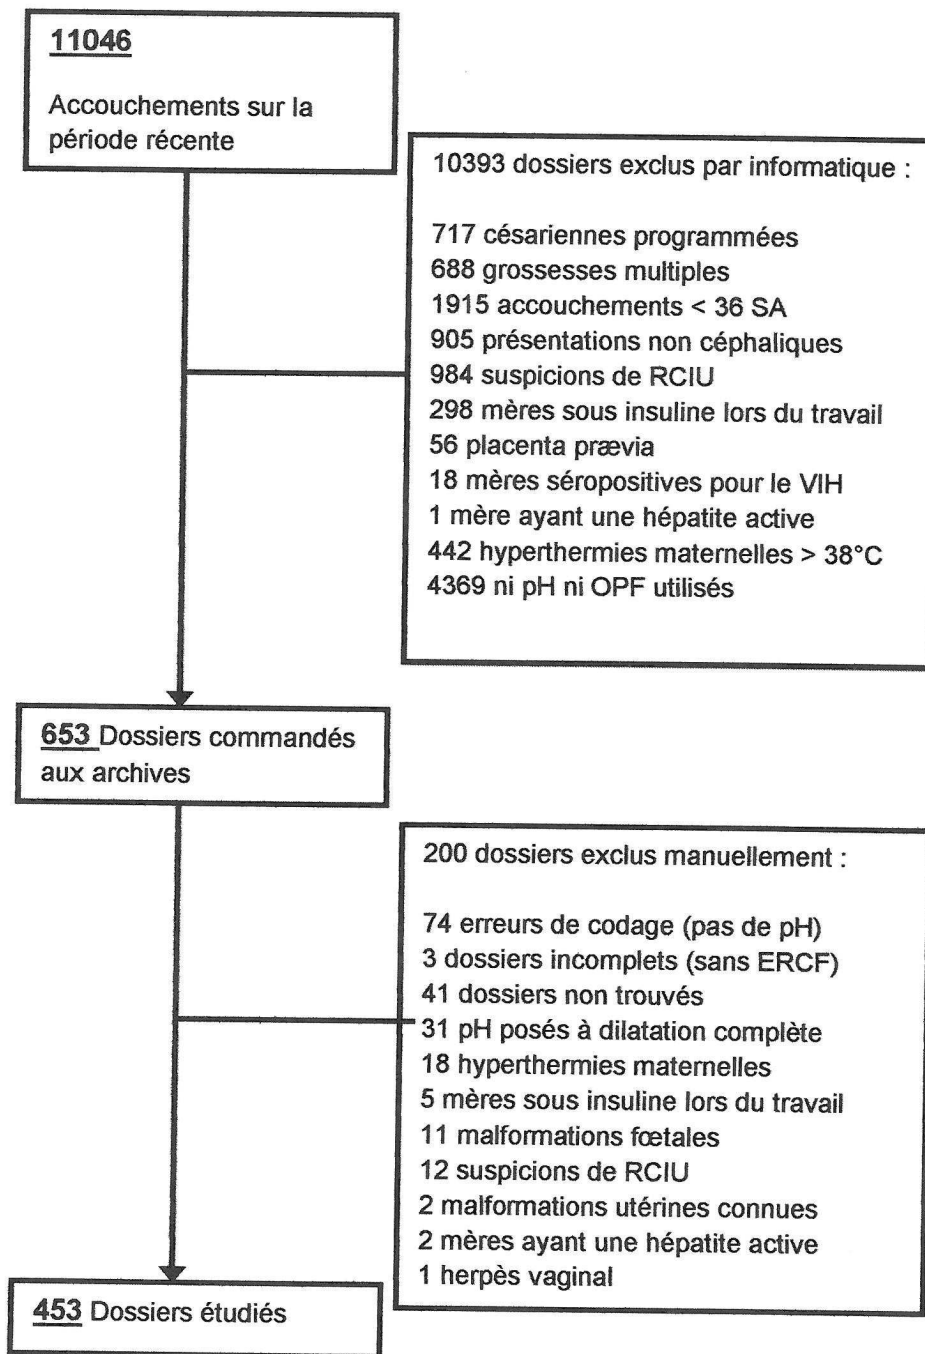 11046
Accouchements sur la
période récente
10393 dossiers exclus par informatique :
717 césariennes programmées
688 grossesses multiples
1915 accouchements < 36 SA
905 présentations non céphaliques
984 suspicions de RCIU
298 mères sous insuline lors du travail
56 placenta prævia
18 mères séropositives pour le VIH
1 mère ayant une hépatite active
442 hyperthermies maternelles > 38°C
4369 ni pH ni OPF utilisés
653 Dossiers commandés
aux archives
200 dossiers exclus manuellement :
74 erreurs de codage (pas de pH)
3 dossiers incomplets (sans ERCF)
41 dossiers non trouvés
31 pH posés à dilatation complète
18 hyperthermies maternelles
5 mères sous insuline lors du travail
11 malformations fœtales
12 suspicions de RCIU
2 malformations utérines connues
2 mères ayant une hépatite active
1 herpès vaginal
453 Dossiers étudiés